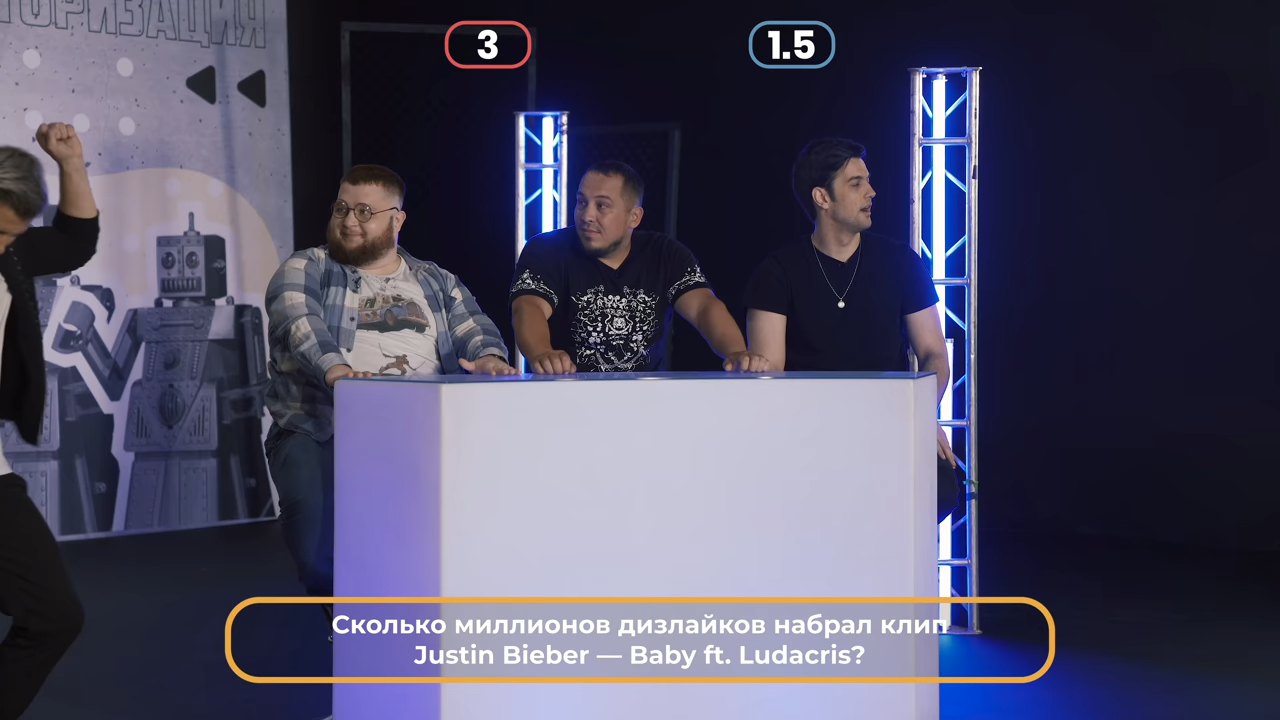 ТОРИЗАЦИЯ
3
1.5
Сколько миллионов дизлайков набрал клип
Justin Bieber — Baby ft. Ludacris?